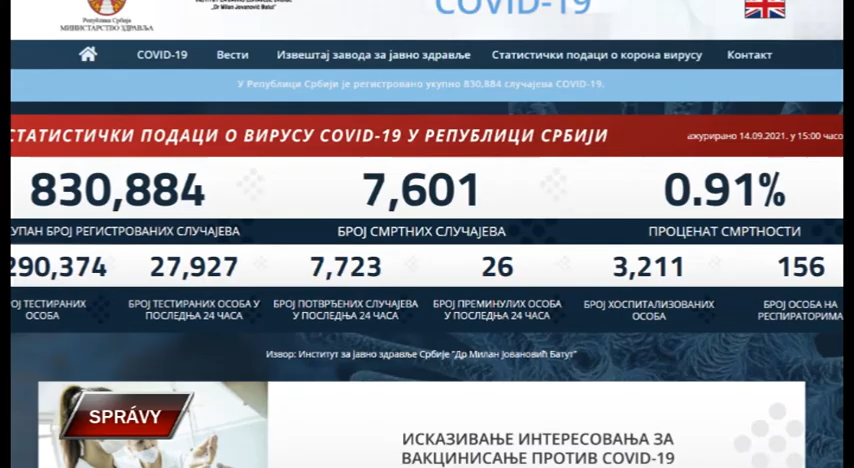 Република Србија
МИНИСТАРСТВО ЗДРАВЉА
„Dr Milan Jovanović Batut"
COVID-19
COVID-19 Вести Извештај завода за јавно здравље Статистички подаци о корона вирусу Контакт
У Републици Србији је регистровано укупно 830,884 случајева COVID-19.
СТАТИСТИЧКИ ПОДАЦИ О ВИРУСУ COVID-19 У РЕПУБЛИЦИ СРБИЈИ
ажурирано 14.09.2021. у 15:00 часо
830,884 7,601 0.91%
УПАН БРОЈ РЕГИСТРОВАНИХ СЛУЧАЈЕВА БРОЈ СМРТНИХ СЛУЧАЈЕВА ПРОЦЕНАТ СМРТНОСТИ
290,374 27,927 7,723 26 3,211 156
ОЈ ТЕСТИРАНИХ БРОЈ ТЕСТИРАНИХ ОСОБА У БРОЈ ПОТВРЂЕНИХ СЛУЧАЈЕВА БРОЈ ПРЕМИНУЛИХ ОСОБА БРОЈ ХОСПИТАЛИЗОВАНИХ БРОЈ ОСОБА НА
ОСОБА ПОСЛЕДЊА 24 ЧАСА У ПОСЛЕДЊА 24 ЧАСА У ПОСЛЕДЊА 24 ЧАСА ОСОБА РЕСПИРАТОРИМА
Извор: Институт за јавно здравље Србије "Др Милан Јовановић Батут"
SPRÁVY
ИСКАЗИВАЊЕ ИНТЕРЕСОВАЊА ЗА
ВАКЦИНИСАЊЕ ПРОТИВ COVID-19